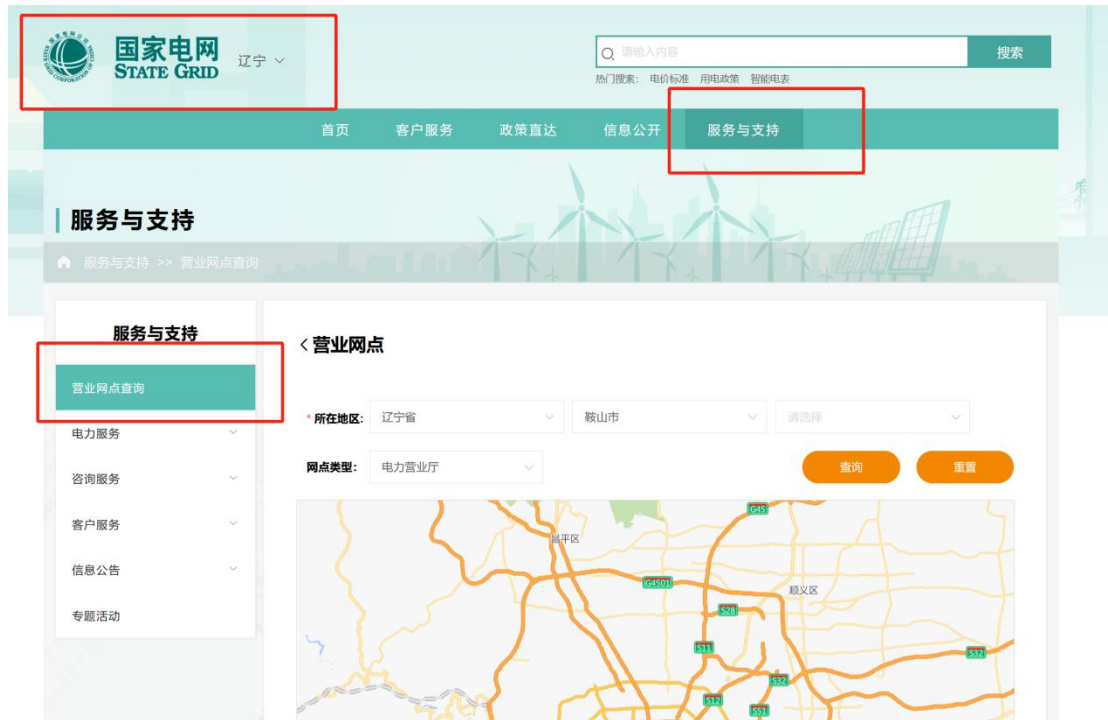 国家电网
STATE GRID
辽宁
请输入内容
搜索
热门搜索： 电价标准 用电政策 智能电表
首页 客户服务 政策直达 信息公开 服务与支持
服务与支持
服务与支持 >> 营业网点查询
服务与支持
营业网点查询
电力服务
咨询服务
客户服务
信息公告
专题活动
<营业网点
* 所在地区: 辽宁省 鞍山市 请选择
网点类型: 电力营业厅 查询 重置
G45
昌平区
G4501
顺义区
S28
S11
S32
S32
S12
S51